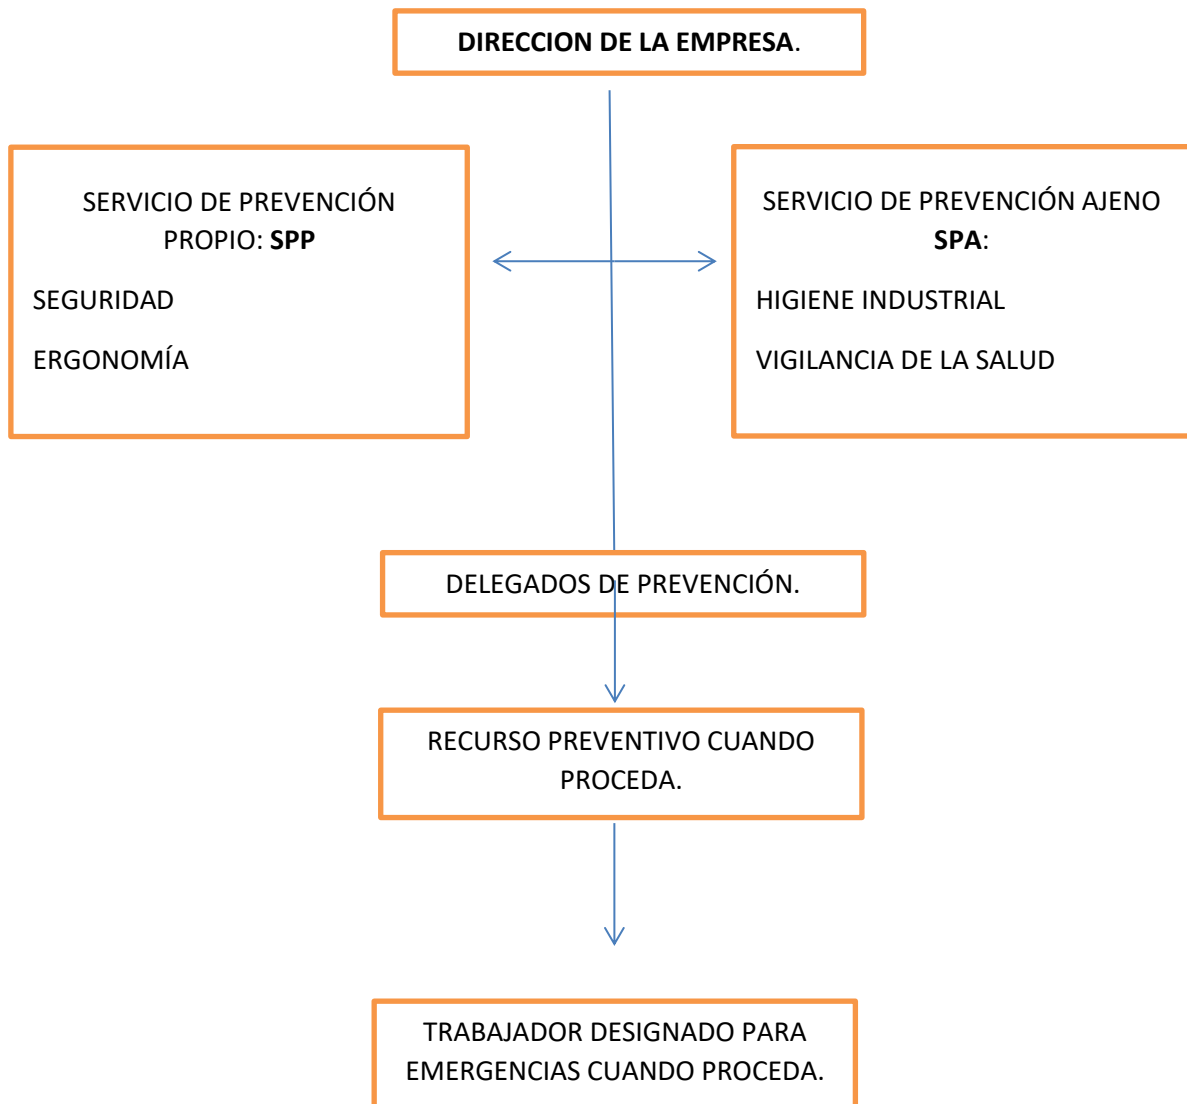 DIRECCION DE LA EMPRESA.
SERVICIO DE PREVENCIÓN
PROPIO: SPP
SEGURIDAD
ERGONOMÍA
SERVICIO DE PREVENCIÓN AJENO
SPA:
HIGIENE INDUSTRIAL
VIGILANCIA DE LA SALUD
DELEGADOS DE PREVENCIÓN.
RECURSO PREVENTIVO CUANDO
PROCEDA.
TRABAJADOR DESIGNADO PARA
EMERGENCIAS CUANDO PROCEDA.